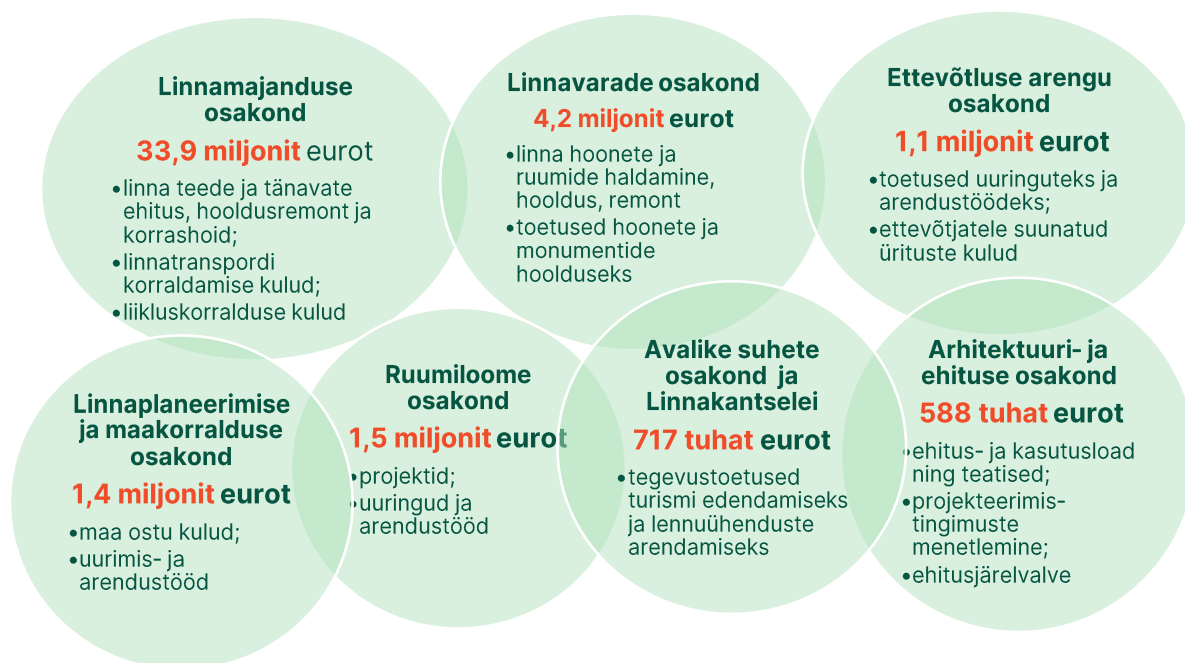 Linnamajanduse
osakond
33,9 miljonit eurot
•linna teede ja tänavate
ehitus, hooldusremont ja
korrashoid;
•linnatranspordi
korraldamise kulud;
•liikluskorralduse kulud
Linnavarade osakond
4,2 miljonit eurot
•linna hoonete ja
ruumide haldamine,
hooldus, remont
•toetused hoonete ja
monumentide
hoolduseks
Ettevõtluse arengu
osakond
1,1 miljonit eurot
•toetused uuringuteks ja
arendustöödeks;
•ettevõtjatele suunatud
ürituste kulud
Linnaplaneerimise
ja maakorralduse
osakond
1,4 miljonit eurot
•maa ostu kulud;
•uurimis- ja
arendustööd
Ruumiloome
osakond
1,5 miljonit eurot
•projektid;
•uuringud ja
arendustööd
Avalike suhete
osakond ja
Linnakantselei
717 tuhat eurot
•tegevustoetused
turismi edendamiseks
ja lennuühenduste
arendamiseks
Arhitektuuri- ja
ehituse osakond
588 tuhat eurot
•ehitus- ja kasutusload
ning teatised;
•projekteerimis-
tingimuste
menetlemine;
•ehitusjärelvalve